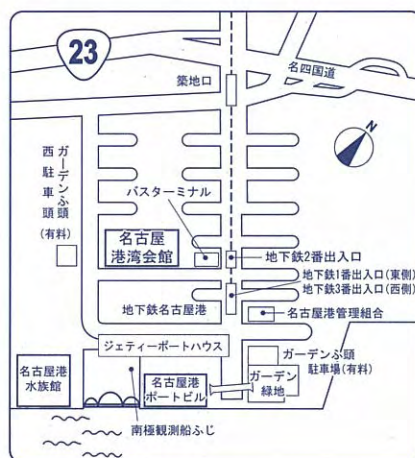 23
名四国道
築地口
N
ガーデンふ頭
西駐車頭
(有料)
バスターミナル
名古屋
港湾会館
地下鉄2番出入口
地下鉄1番出入口(東側)
地下鉄3番出入口(西側)
地下鉄名古屋港
名古屋港管理組合
ジェティーポートハウス
ガーデンふ頭
駐車場(有料)
名古屋港
水族館
名古屋港
ポートビル
ガーデン
緑地
南極観測船ふじ